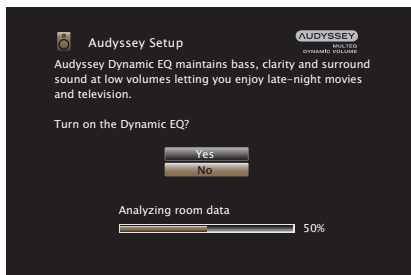 Audyssey Setup
AUDYSSEY
MULTEQ
DYNAMIC VOLUME
Audyssey Dynamic EQ maintains bass, clarity and surround
sound at low volumes letting you enjoy late-night movies
and television.
Turn on the Dynamic EQ?
Yes
No
Analyzing room data
50%